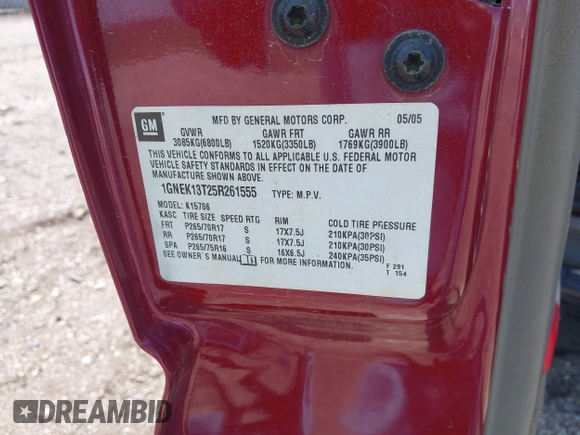 GM
MFD BY GENERAL MOTORS CORP. 05/05
GVWR GAWR FRT GAWR RR
3085KG(6800LB) 1520KG(3350LB) 1769KG(3900LB)
THIS VEHICLE CONFORMS TO ALL APPLICABLE U.S. FEDERAL MOTOR
VEHICLE SAFETY STANDARDS IN EFFECT ON THE DATE OF
MANUFACTURE SHOWN ABOVE.
1GNEK13T25R261555 TYPE: M.P.V.
MODEL: K15706
KASC TIRE SIZE SPEED RTG RIM COLD TIRE PRESSURE
FRT P265/70R17 S 17X7.5J 210KPA(30PSI)
RR P265/70R17 S 17X7.5J 210KPA(30PSI)
SPA P265/75R16 S 16X6.5J 240KPA(35PSI)
SEE OWNER'S MANUAL FOR MORE INFORMATION.
F 291
T 154
DREAMBID